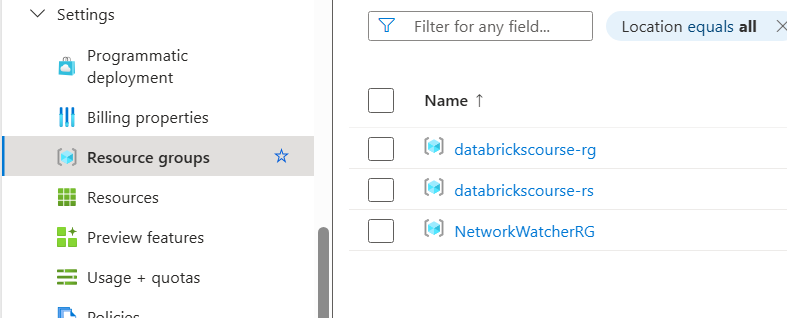 Settings
Programmatic
deployment
Billing properties
Resource groups
Resources
Preview features
Usage + quotas
Policies
Filter for any field...
Location equals all
Name ↑
databrickscourse-rg
databrickscourse-rs
NetworkWatcherRG